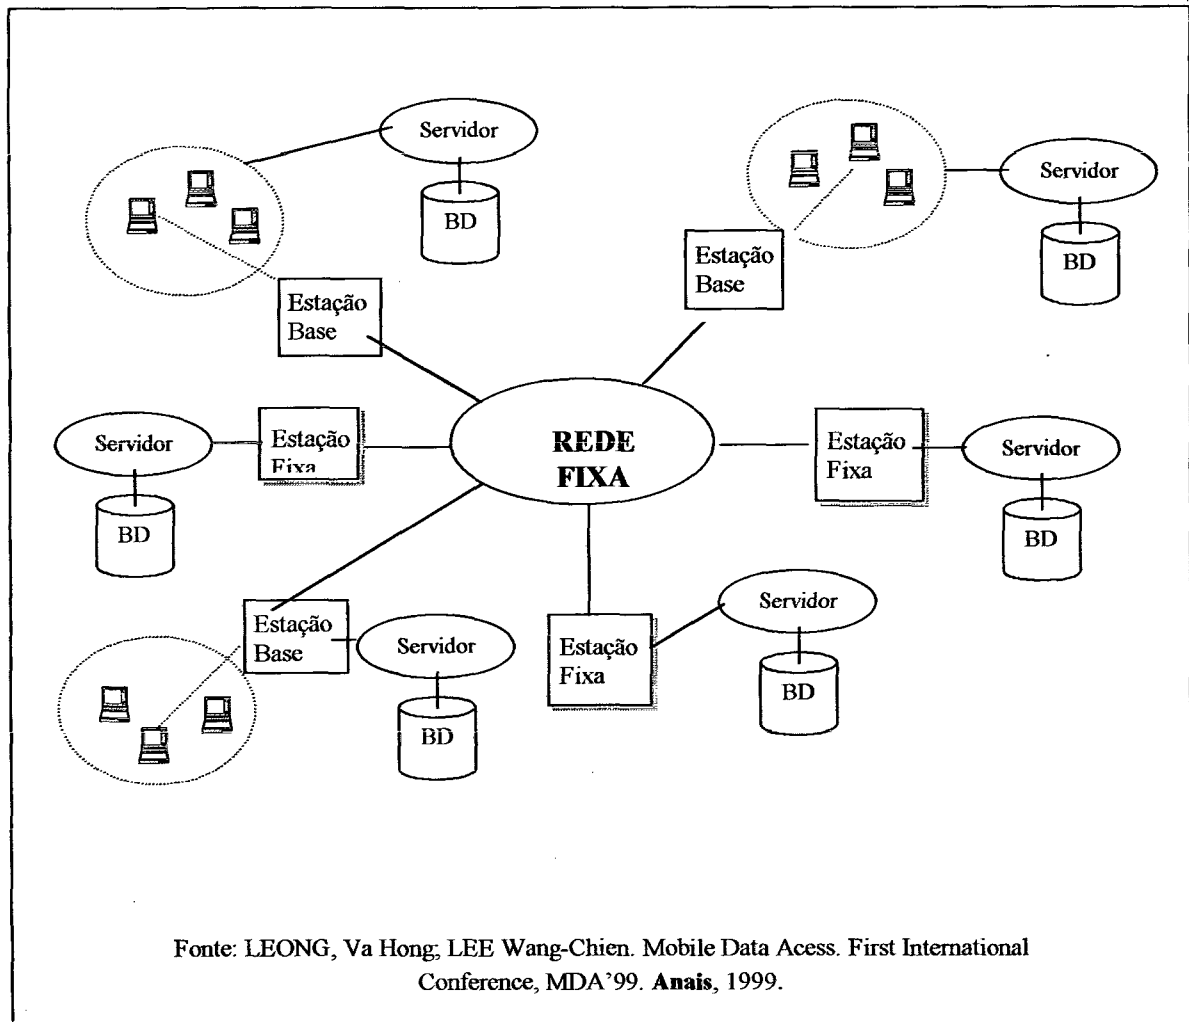 Servidor
BD
Servidor
BD
Estação
Base
Estação
Base
Servidor
BD
Estação
Fixa
REDE
FIXA
Estação
Fixa
Servidor
BD
Estação
Base
Servidor
BD
Estação
Fixa
Servidor
BD
Fonte: LEONG, Va Hong; LEE Wang-Chien. Mobile Data Acess. First International
Conference, MDA’99. Anais, 1999.